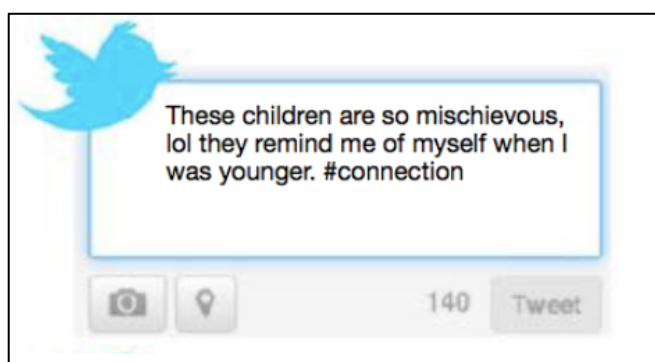 These children are so mischievous,
lol they remind me of myself when I
was younger. #connection
140 Tweet